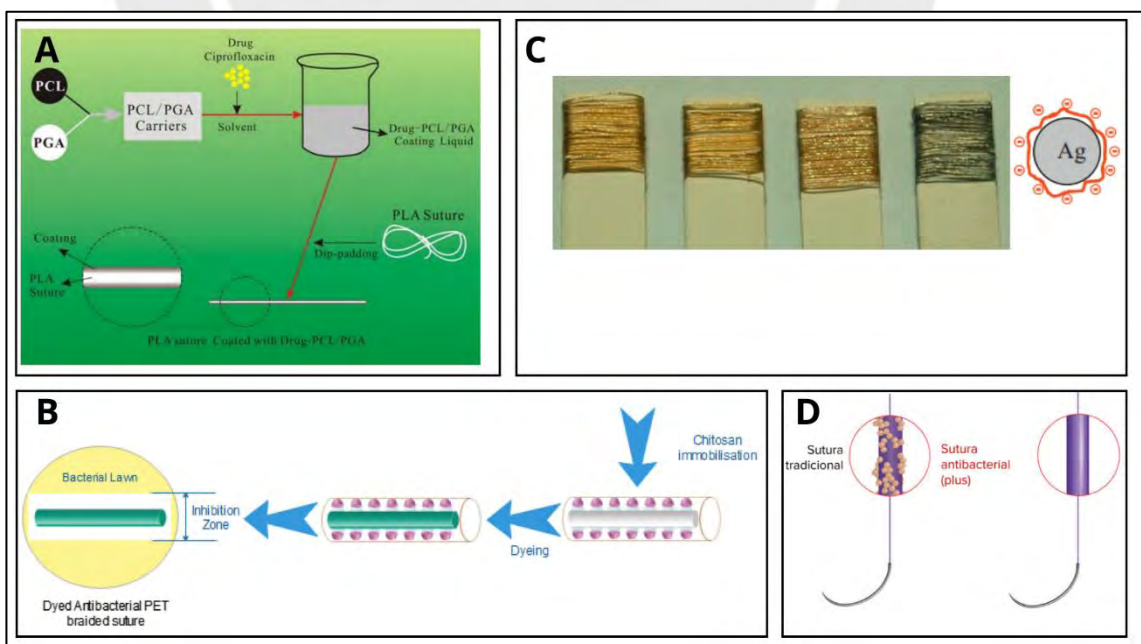 A
PCL
PGA
PCL/PGA
Carriers
Drug
Ciprofloxacin
Solvent
Drug-PCL/PGA
Coating Liquid
PLA Suture
Dip-padding
Coating
PLA
Suture
PLA suture Coated with Drug-PCL/PGA
C
Ag
B
Bacterial Lawn
Inhibition
Zone
Dyed Antibacterial PET
braided suture
Dyeing
Chitosan
immobilisation
D
Sutura
tradicional
Sutura
antibacterial
(plus)